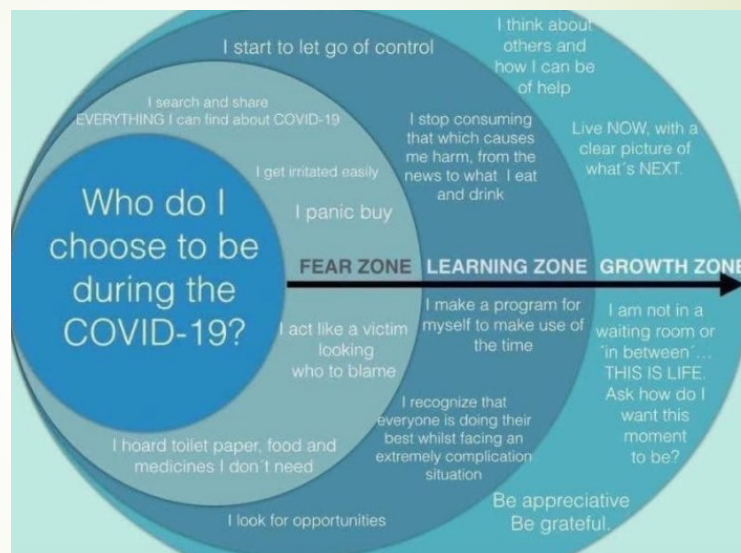 Who do I
choose to be
during the
COVID-19?
I search and share
EVERYTHING I can find about COVID-19
I get irritated easily
I panic buy
FEAR ZONE
I act like a victim
looking
who to blame
I hoard toilet paper, food and
medicines I don´t need
I start to let go of control
I stop consuming
that which causes
me harm, from the
news to what I eat
and drink
LEARNING ZONE
I make a program for
myself to make use of
the time
I recognize that
everyone is doing their
best whilst facing an
extremely complication
situation
I look for opportunities
I think about
others and
how I can be
of help
Live NOW, with a
clear picture of
what´s NEXT.
GROWTH ZONE
I am not in a
waiting room or
´in between´...
THIS IS LIFE.
Ask how do I
want this
moment
to be?
Be appreciative
Be grateful.